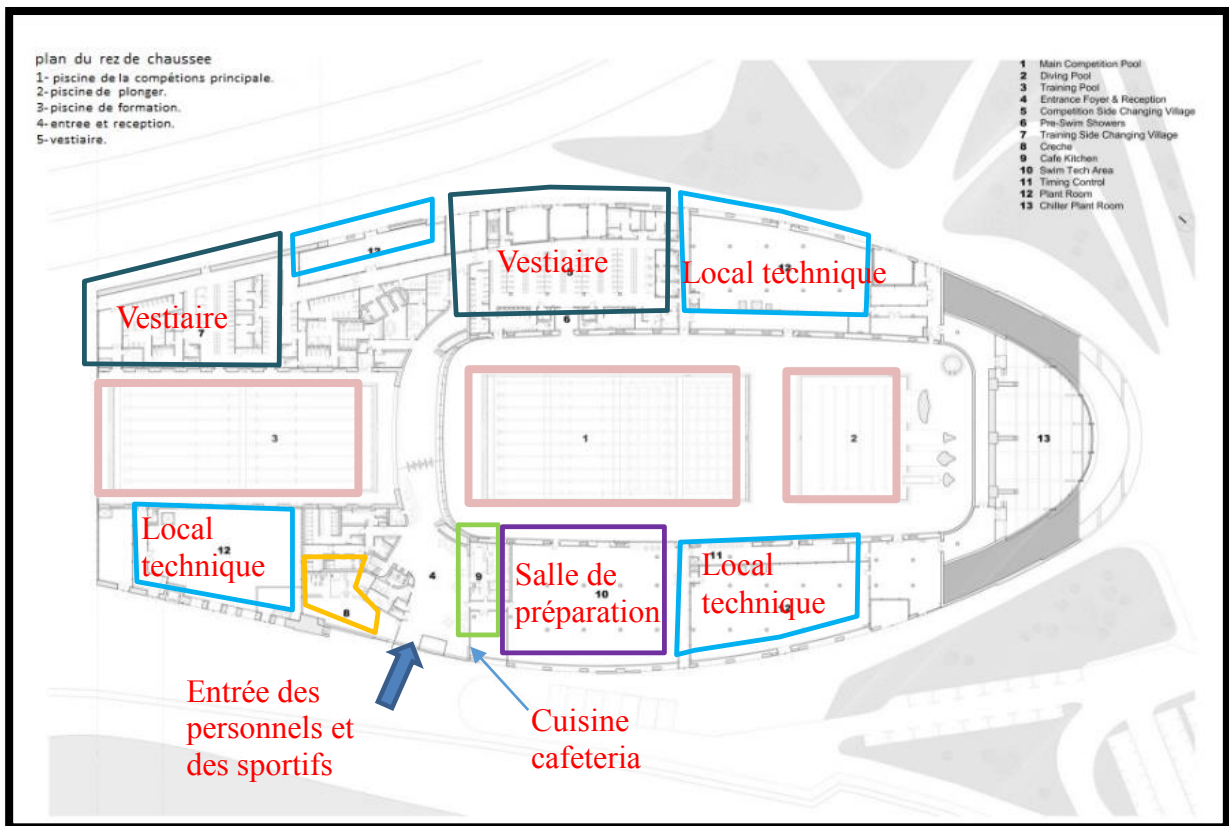 plan du rez de chaussee
1- piscine de la compétions principale.
2-piscine de plonger.
3-piscine de formation.
4-entree et reception.
5-vestiaire.
1 Main Competition Pool
2 Diving Pool
3 Training Pool
4 Entrance Foyer & Reception
5 Competition Side Changing Village
6 Pre-Swim Showers
7 Training Side Changing Village
8 Creche
9 Cafe Kitchen
10 Swim Tech Area
11 Timing Control
12 Plant Room
13 Chiller Plant Room
12
Vestiaire
5
6
Local technique
12
Vestiaire
7
3
1
2
13
Local
technique
12
8
4
9
Salle de
préparation
10
11
Local
technique
12
Entrée des
personnels et
des sportifs
Cuisine
cafeteria